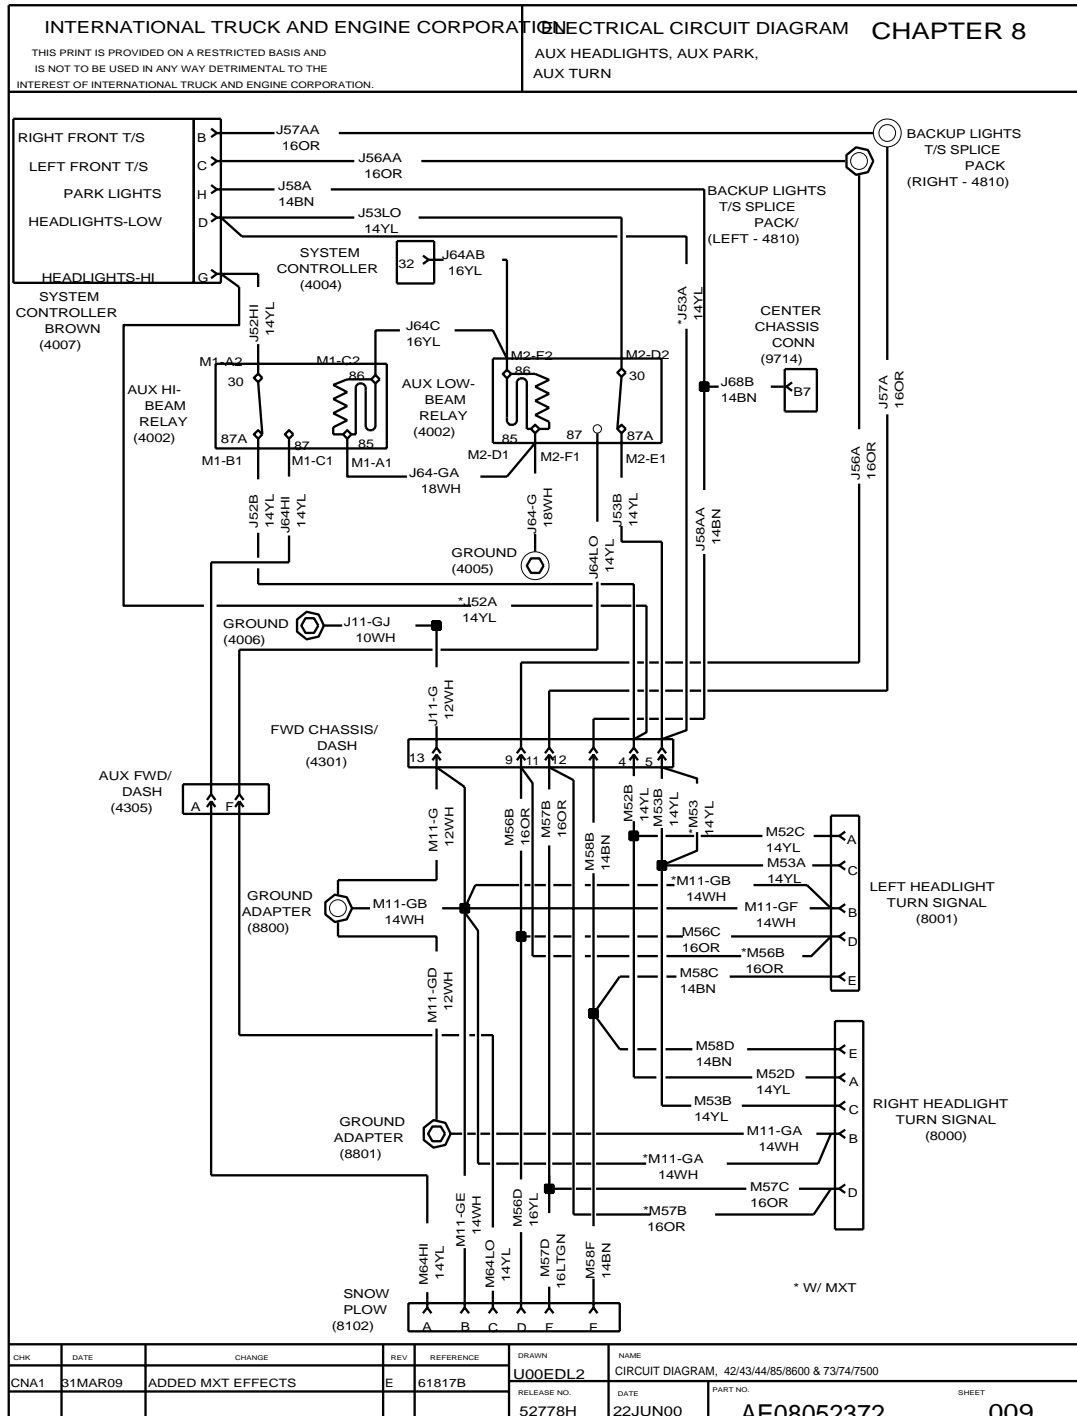 INTERNATIONAL TRUCK AND ENGINE CORPORATION
THIS PRINT IS PROVIDED ON A RESTRICTED BASIS AND
IS NOT TO BE USED IN ANY WAY DETRIMENTAL TO THE
INTEREST OF INTERNATIONAL TRUCK AND ENGINE CORPORATION.
ELECTRICAL CIRCUIT DIAGRAM
CHAPTER 8
AUX HEADLIGHTS, AUX PARK,
AUX TURN
RIGHT FRONT T/S
B
J57AA
16OR
LEFT FRONT T/S
C
J56AA
16OR
PARK LIGHTS
H
J58A
14BN
HEADLIGHTS-LOW
D
J53LO
14YL
HEADLIGHTS-HI
G
SYSTEM
CONTROLLER
BROWN
(4007)
BACKUP LIGHTS
T/S SPLICE
PACK
(RIGHT - 4810)
BACKUP LIGHTS
T/S SPLICE
PACK/
(LEFT - 4810)
SYSTEM
CONTROLLER
(4004)
32
J64AB
16YL
J52HI
14YL
J64C
16YL
*J53A
14YL
CENTER
CHASSIS
CONN
(9714)
B7
J68B
14BN
J57A
16OR
J56A
16OR
M1-A2
M1-C2
30
86
AUX HI-
BEAM
RELAY
(4002)
87A
87
85
M1-B1
M1-C1
M1-A1
AUX LOW-
BEAM
RELAY
(4002)
M2-F2
M2-D2
86
30
85
87
87A
M2-D1
M2-F1
M2-E1
J64-GA
18WH
J52B
14YL
J64HI
14YL
J64-G
18WH
J53B
14YL
J64LO
14YL
J58AA
14BN
GROUND
(4005)
*J52A
14YL
GROUND
(4006)
J11-GJ
10WH
J11-G
12WH
FWD CHASSIS/
DASH
(4301)
13
9
11
12
4
5
AUX FWD/
DASH
(4305)
A
F
M11-G
12WH
M56B
16OR
M57B
16OR
M58B
14BN
M52B
14YL
M53B
14YL
*M53
14YL
M52C
14YL
A
M53A
14YL
C
*M11-GB
14WH
M11-GF
14WH
B
M56C
16OR
D
*M56B
16OR
M58C
14BN
E
LEFT HEADLIGHT
TURN SIGNAL
(8001)
GROUND
ADAPTER
(8800)
M11-GB
14WH
M11-GD
12WH
M58D
14BN
E
M52D
14YL
A
M53B
14YL
C
M11-GA
14WH
B
*M11-GA
14WH
M57C
16OR
D
*M57B
16OR
RIGHT HEADLIGHT
TURN SIGNAL
(8000)
GROUND
ADAPTER
(8801)
M64HI
14YL
M11-GE
14WH
M64LO
14YL
M56D
16YL
M57D
16LTGN
M58F
14BN
* W/ MXT
SNOW
PLOW
(8102)
A
B
C
D
E
F
CHK
DATE
CHANGE
REV
REFERENCE
CNA1
31MAR09
ADDED MXT EFFECTS
E
61817B
DRAWN
U00EDL2
NAME
CIRCUIT DIAGRAM, 42/43/44/85/8600 & 73/74/7500
RELEASE NO.
52778H
DATE
22JUN00
PART NO.
AF08052372
SHEET
009